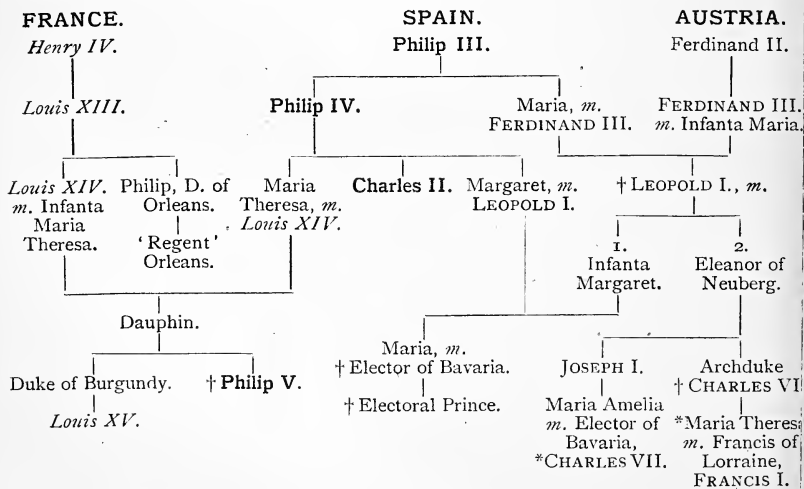 FRANCE. SPAIN. AUSTRIA.
Henry IV. Philip III. Ferdinand II.
Louis XIII. Philip IV. Maria, m. FERDINAND III.
FERDINAND III. m. Infanta Maria.
Louis XIV. Philip, D. of Maria Charles II. Margaret, m. † LEOPOLD I., m.
m. Infanta Orleans. Theresa, m. LEOPOLD I.
Maria Louis XIV.
Theresa. 'Regent' 1. 2.
Orleans. Infanta Eleanor of
Margaret. Neuberg.
Dauphin.
Maria, m. JOSEPH I. Archduke
Duke of Burgundy. † Philip V. † Elector of Bavaria. † CHARLES VI
Louis XV. † Electoral Prince. Maria Amelia *Maria Theresa
m. Elector of m. Francis of
Bavaria, Lorraine,
*CHARLES VII. FRANCIS I.